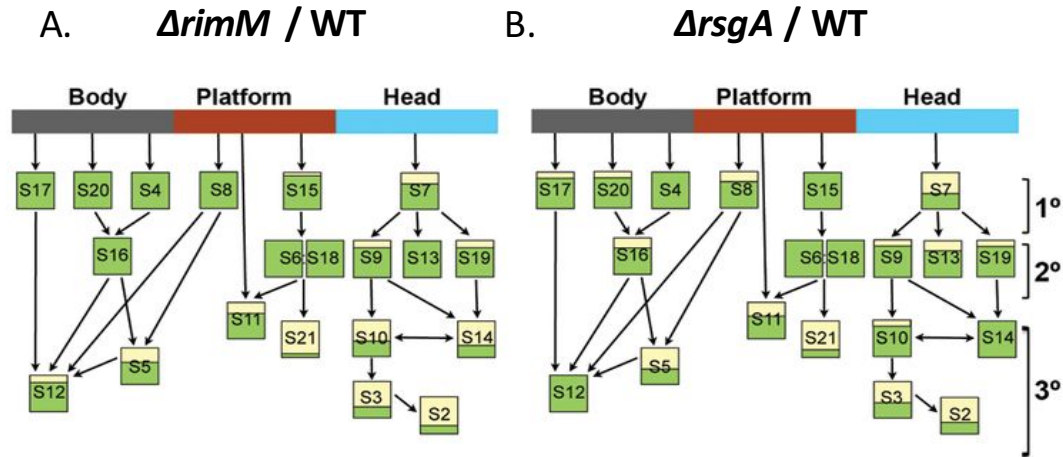 A. ΔrimM / WT
B. ΔrsgA / WT
Body Platform Head
S17 S20 S4 S8 S15 S7
S16 S6 S18 S9 S13 S19
S11 S21 S10 S14
S5
S12 S3 S2
Body Platform Head
S17 S20 S4 S8 S15 S7 1º
S16 S6 S18 S9 S13 S19 2º
S11 S21 S10 S14
S5
S12 S3 S2 3º